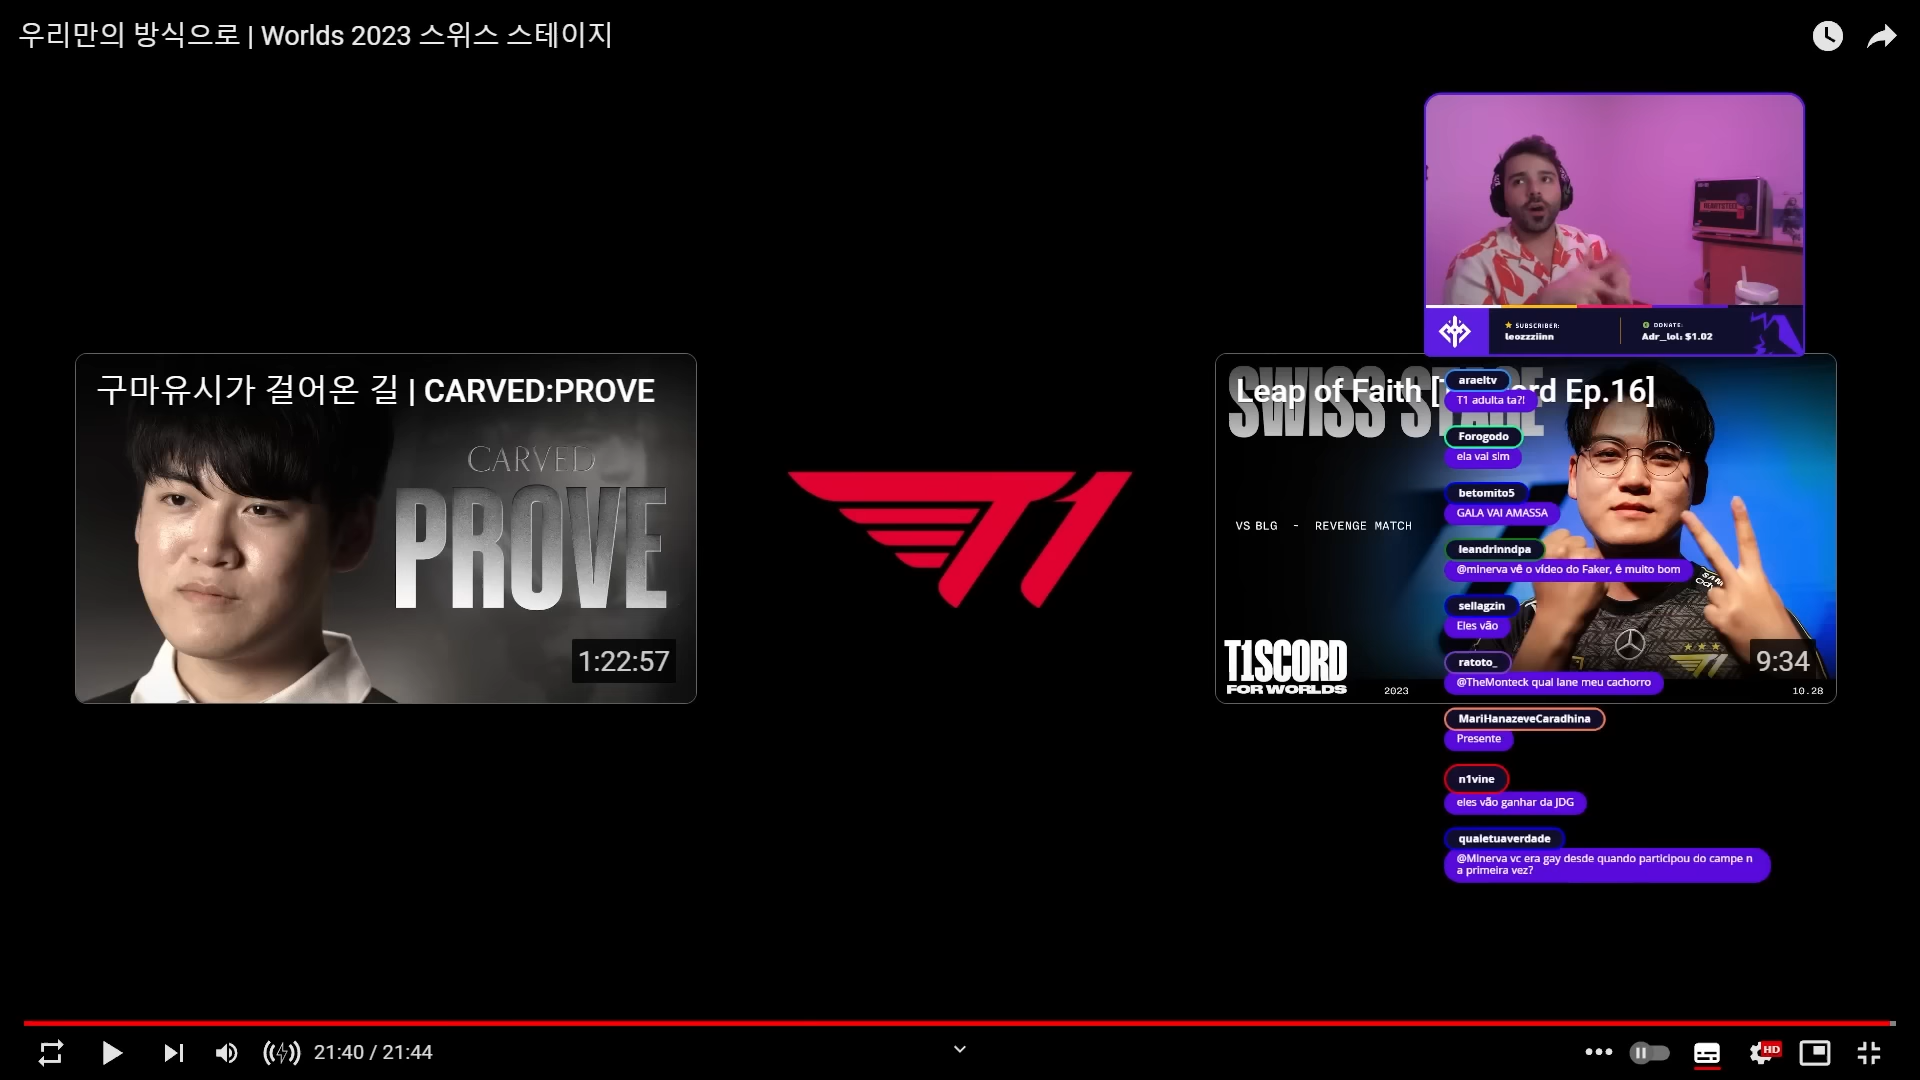 우리만의 방식으로 | Worlds 2023 스위스 스테이지
SUBSCRIBER:
leozzziinn
DONATE:
Adr_lol: $1.02
구마유시가 걸어온 길 | CARVED:PROVE
CARVED
PROVE
1:22:57
T1
Leap of Faith [
rd Ep.16]
SWISS
VS BLG - REVENGE MATCH
T1SCORD
FOR WORLDS
2023
9:34
10.28
araeltv
T1 adulta ta?!
Forogodo
ela vai sim
betomito5
GALA VAI AMASSA
leandrinndpa
@minerva vê o vídeo do Faker, é muito bom
sellagzin
Eles vão
ratoto_
@TheMonteck qual lane meu cachorro
MariHanazeveCaradhina
Presente
n1vine
eles vão ganhar da JDG
qualetuaverdade
@Minerva vc era gay desde quando participou do campe n
a primeira vez?
21:40 / 21:44
HD